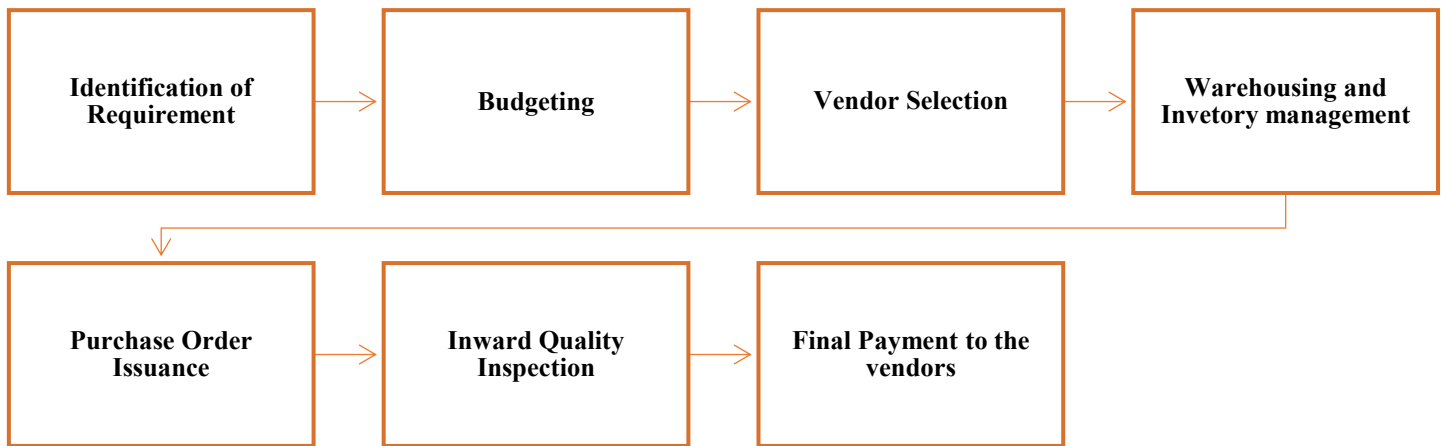 Identification of
Requirement
Budgeting
Vendor Selection
Warehousing and
Invetory management
Purchase Order
Issuance
Inward Quality
Inspection
Final Payment to the
vendors